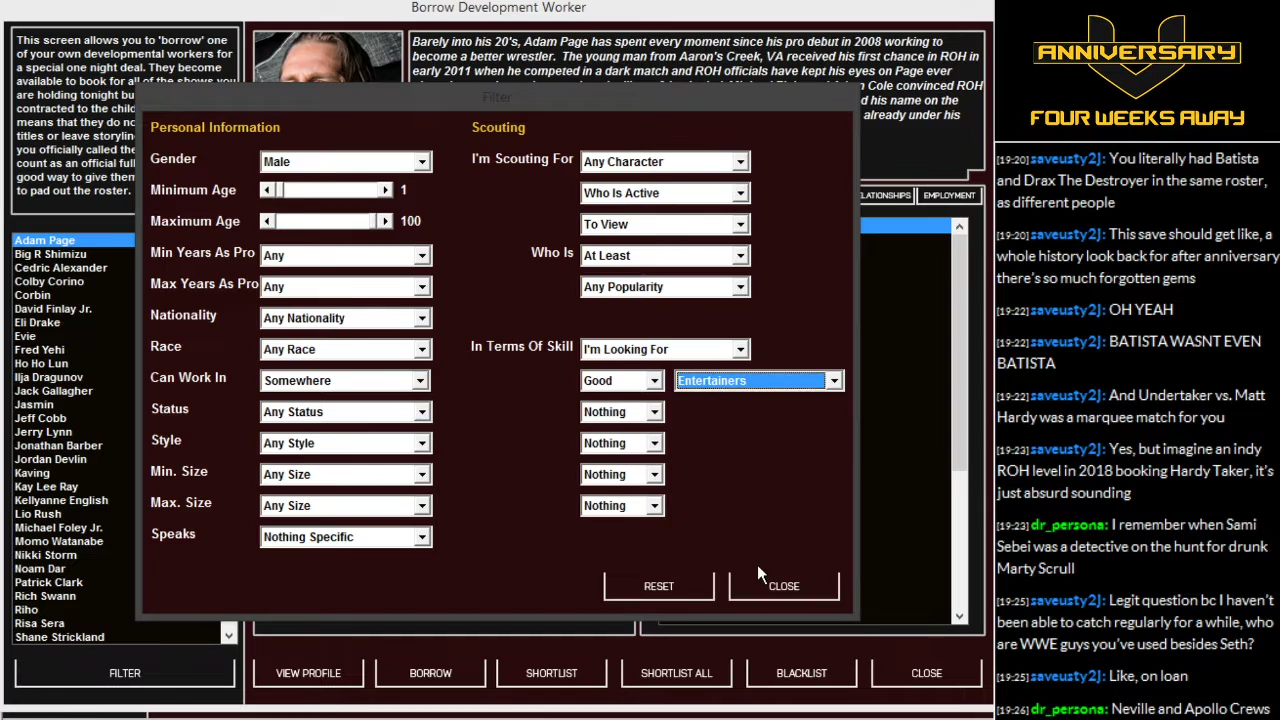 Borrow Development Worker
This screen allows you to 'borrow' one
of your own developmental workers for
a special one night deal. They become
available to book for all of the shows you
are holding tonight bu
contracted to the child
means that they do no
titles or leave storylin
you officially called the
count as an official full
good way to give them
to pad out the roster.
Barely into his 20's, Adam Page has spent every moment since his pro debut in 2008 working to
become a better wrestler. The young man from Aaron's Creek, VA received his first chance in ROH in
early 2011 when he competed in a dark match and ROH officials have kept his eyes on Page ever
n Cole convinced ROH
d his name on the
already under his
RELATIONSHIPS
EMPLOYMENT
Adam Page
Big R Shimizu
Cedric Alexander
Colby Corino
Corbin
David Finlay Jr.
Eli Drake
Evie
Fred Yehi
Ho Ho Lun
Ilja Dragunov
Jack Gallagher
Jasmin
Jeff Cobb
Jerry Lynn
Jonathan Barber
Jordan Devlin
Kaving
Kay Lee Ray
Kellyanne English
Lio Rush
Michael Foley Jr.
Momo Watanabe
Nikki Storm
Noam Dar
Patrick Clark
Rich Swann
Riho
Risa Sera
Shane Strickland
Filter
Personal Information
Gender Male
Minimum Age 1
Maximum Age 100
Min Years As Pro Any
Max Years As Pro Any
Nationality Any Nationality
Race Any Race
Can Work In Somewhere
Status Any Status
Style Any Style
Min. Size Any Size
Max. Size Any Size
Speaks Nothing Specific
Scouting
I'm Scouting For Any Character
Who Is Active
To View
Who Is At Least
Any Popularity
In Terms Of Skill I'm Looking For
Good Entertainers
Nothing
Nothing
Nothing
Nothing
RESET
CLOSE
FILTER
VIEW PROFILE
BORROW
SHORTLIST
SHORTLIST ALL
BLACKLIST
CLOSE
ANNIVERSARY
FOUR WEEKS AWAY
[19:20] saveusty2J: You literally had Batista
and Drax The Destroyer in the same roster,
as different people
[19:20] saveusty2J: This save should get like, a
whole history look back for after anniversary
there's so much forgotten gems
[19:22] saveusty2J: OH YEAH
[19:22] saveusty2J: BATISTA WASNT EVEN
BATISTA
[19:22] saveusty2J: And Undertaker vs. Matt
Hardy was a marquee match for you
[19:23] saveusty2J: Yes, but imagine an indy
ROH level in 2018 booking Hardy Taker, it's
just absurd sounding
[19:23] dr_persona: I remember when Sami
Sebei was a detective on the hunt for drunk
Marty Scrull
[19:25] saveusty2J: Legit question bc I haven't
been able to catch regularly for a while, who
are WWE guys you've used besides Seth?
[19:25] saveusty2J: Like, on loan
[19:26] dr_persona: Neville and Apollo Crews